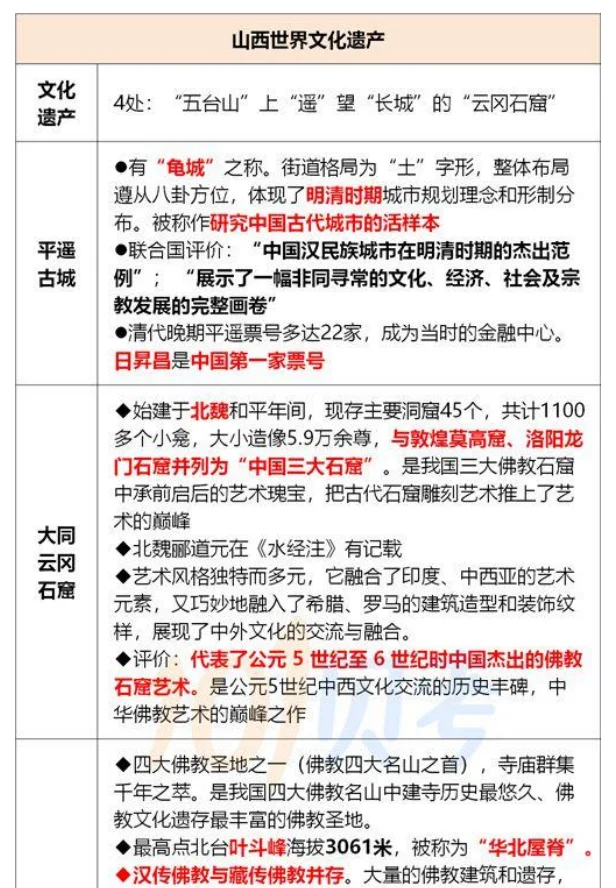 山西世界文化遗产
文化
遗产
4处：“五台山”上“遥”望“长城”的“云冈石窟”
平遥
古城
●有“龟城”之称。街道格局为“土”字形，整体布局
遵从八卦方位，体现了明清时期城市规划理念和形制分
布。被称作研究中国古代城市的活样本
●联合国评价：“中国汉民族城市在明清时期的杰出范
例”；“展示了一幅非同寻常的文化、经济、社会及宗
教发展的完整画卷”
●清代晚期平遥票号多达22家，成为当时的金融中心。
日昇昌是中国第一家票号
大同
云冈
石窟
◆始建于北魏和平年间，现存主要洞窟45个，共计1100
多个小龛，大小造像5.9万余尊，与敦煌莫高窟、洛阳龙
门石窟并列为“中国三大石窟”。是我国三大佛教石窟
中承前启后的艺术瑰宝，把古代石窟雕刻艺术推上了艺
术的巅峰
◆北魏郦道元在《水经注》有记载
◆艺术风格独特而多元，它融合了印度、中西亚的艺术
元素，又巧妙地融入了希腊、罗马的建筑造型和装饰纹
样，展现了中外文化的交流与融合。
◆评价：代表了公元 5 世纪至 6 世纪时中国杰出的佛教
石窟艺术。是公元5世纪中西文化交流的历史丰碑，中
华佛教艺术的巅峰之作
◆四大佛教圣地之一（佛教四大名山之首），寺庙群集
千年之萃。是我国四大佛教名山中建寺历史最悠久、佛
教文化遗存最丰富的佛教圣地。
◆最高点北台叶斗峰海拔3061米，被称为“华北屋脊”。
◆汉传佛教与藏传佛教并存。大量的佛教建筑和遗存，